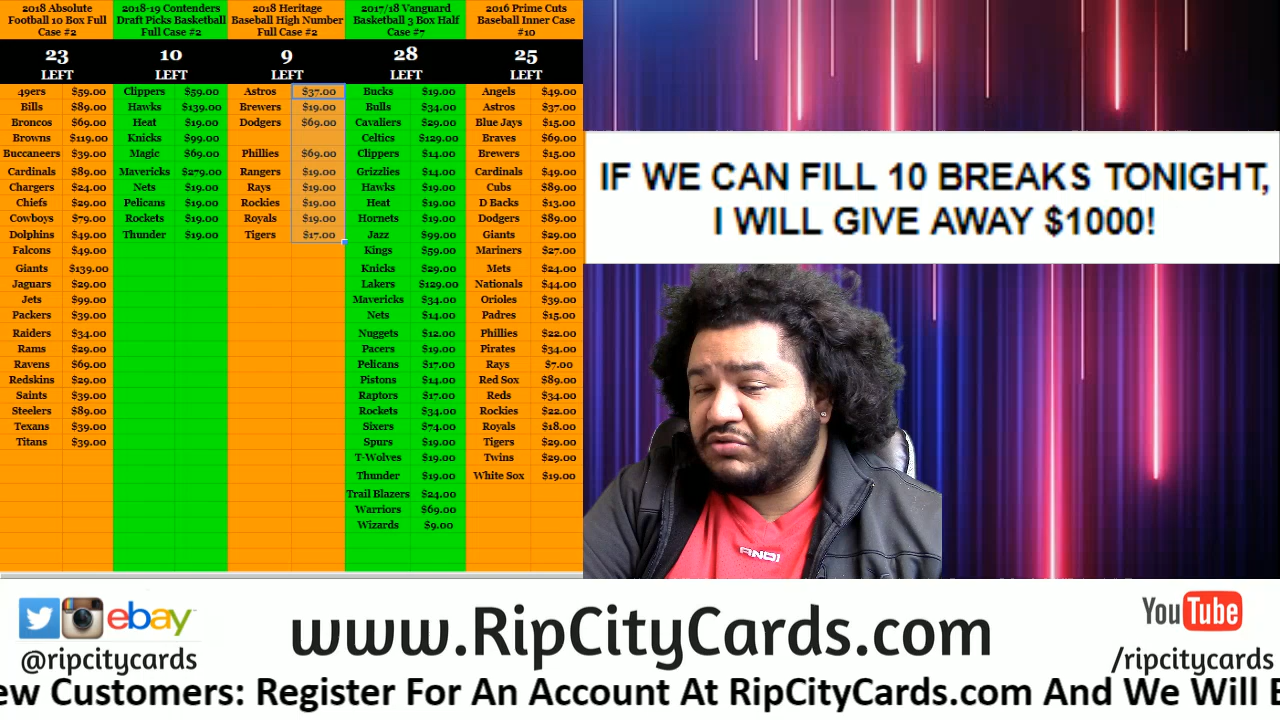 2018 Absolute
Football 10 Box Full
Case #2
23
LEFT
49ers $59.00
Bills $89.00
Broncos $69.00
Browns $119.00
Buccaneers $39.00
Cardinals $89.00
Chargers $24.00
Chiefs $29.00
Cowboys $79.00
Dolphins $49.00
Falcons $49.00
Giants $139.00
Jaguars $29.00
Jets $99.00
Packers $39.00
Raiders $34.00
Rams $29.00
Ravens $69.00
Redskins $29.00
Saints $39.00
Steelers $89.00
Texans $39.00
Titans $39.00
2018-19 Contenders
Draft Picks Basketball
Full Case #2
10
LEFT
Clippers $59.00
Hawks $139.00
Heat $19.00
Knicks $99.00
Magic $69.00
Mavericks $279.00
Nets $19.00
Pelicans $19.00
Rockets $19.00
Thunder $19.00
2018 Heritage
Baseball High Number
Full Case #2
9
LEFT
Astros $37.00
Brewers $19.00
Dodgers $69.00
Phillies $69.00
Rangers $19.00
Rays $19.00
Rockies $19.00
Royals $19.00
Tigers $17.00
2017/18 Vanguard
Basketball 3 Box Half
Case #7
28
LEFT
Bucks $19.00
Bulls $34.00
Cavaliers $29.00
Celtics $129.00
Clippers $14.00
Grizzlies $14.00
Hawks $19.00
Heat $19.00
Hornets $19.00
Jazz $99.00
Kings $59.00
Knicks $29.00
Lakers $129.00
Mavericks $34.00
Nets $14.00
Nuggets $12.00
Pacers $19.00
Pelicans $17.00
Pistons $14.00
Raptors $17.00
Rockets $34.00
Sixers $74.00
Spurs $19.00
T-Wolves $19.00
Thunder $19.00
Trail Blazers $24.00
Warriors $69.00
Wizards $9.00
2016 Prime Cuts
Baseball Inner Case
#10
25
LEFT
Angels $49.00
Astros $37.00
Blue Jays $15.00
Braves $69.00
Brewers $15.00
Cardinals $49.00
Cubs $89.00
D Backs $13.00
Dodgers $89.00
Giants $29.00
Mariners $27.00
Mets $24.00
Nationals $44.00
Orioles $39.00
Padres $15.00
Phillies $22.00
Pirates $34.00
Rays $7.00
Red Sox $89.00
Reds $34.00
Rockies $22.00
Royals $18.00
Tigers $29.00
Twins $29.00
White Sox $19.00
IF WE CAN FILL 10 BREAKS TONIGHT,
I WILL GIVE AWAY $1000!
AND1
ebay
@ripcitycards
www.RipCityCards.com
YouTube
/ripcitycards
ew Customers: Register For An Account At RipCityCards.com And We Will E